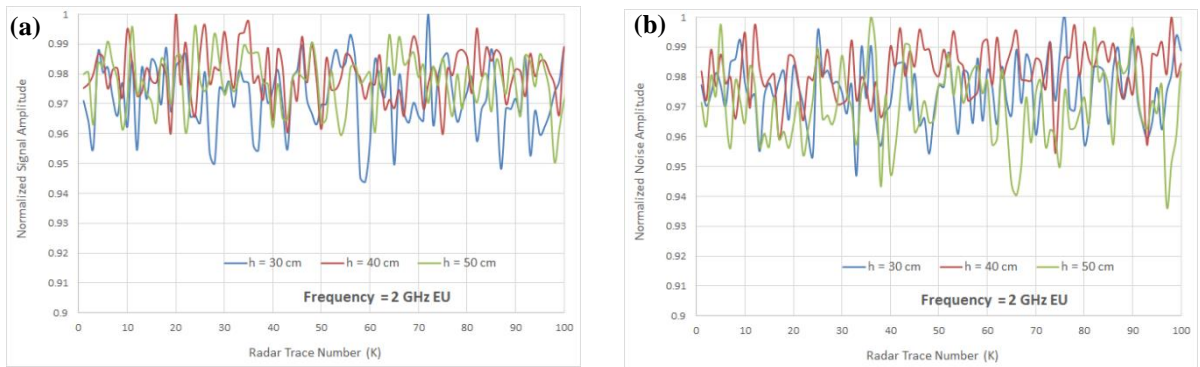 (a)
Normalized Signal Amplitude
1
0.99
0.98
0.97
0.96
0.95
0.94
0.93
0.92
0.91
0.9
h = 30 cm h = 40 cm h = 50 cm
Frequency = 2 GHz EU
0 10 20 30 40 50 60 70 80 90 100
Radar Trace Number (K)
(b)
Normalized Noise Amplitude
1
0.99
0.98
0.97
0.96
0.95
0.94
0.93
0.92
0.91
0.9
h = 30 cm h = 40 cm h = 50 cm
Frequency = 2 GHz EU
0 10 20 30 40 50 60 70 80 90 100
Radar Trace Number (K)